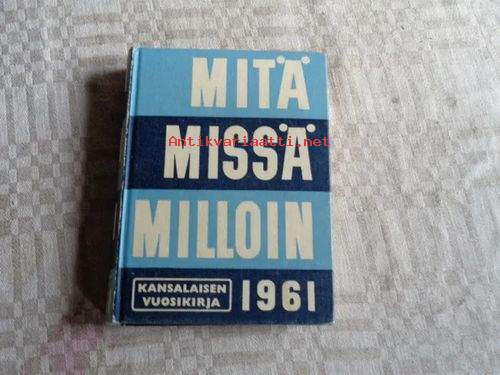 MITÄ
Antikvariaatti.net
MISSÄ
MILLOIN
KANSALAISEN
VUOSIKIRJA
1961